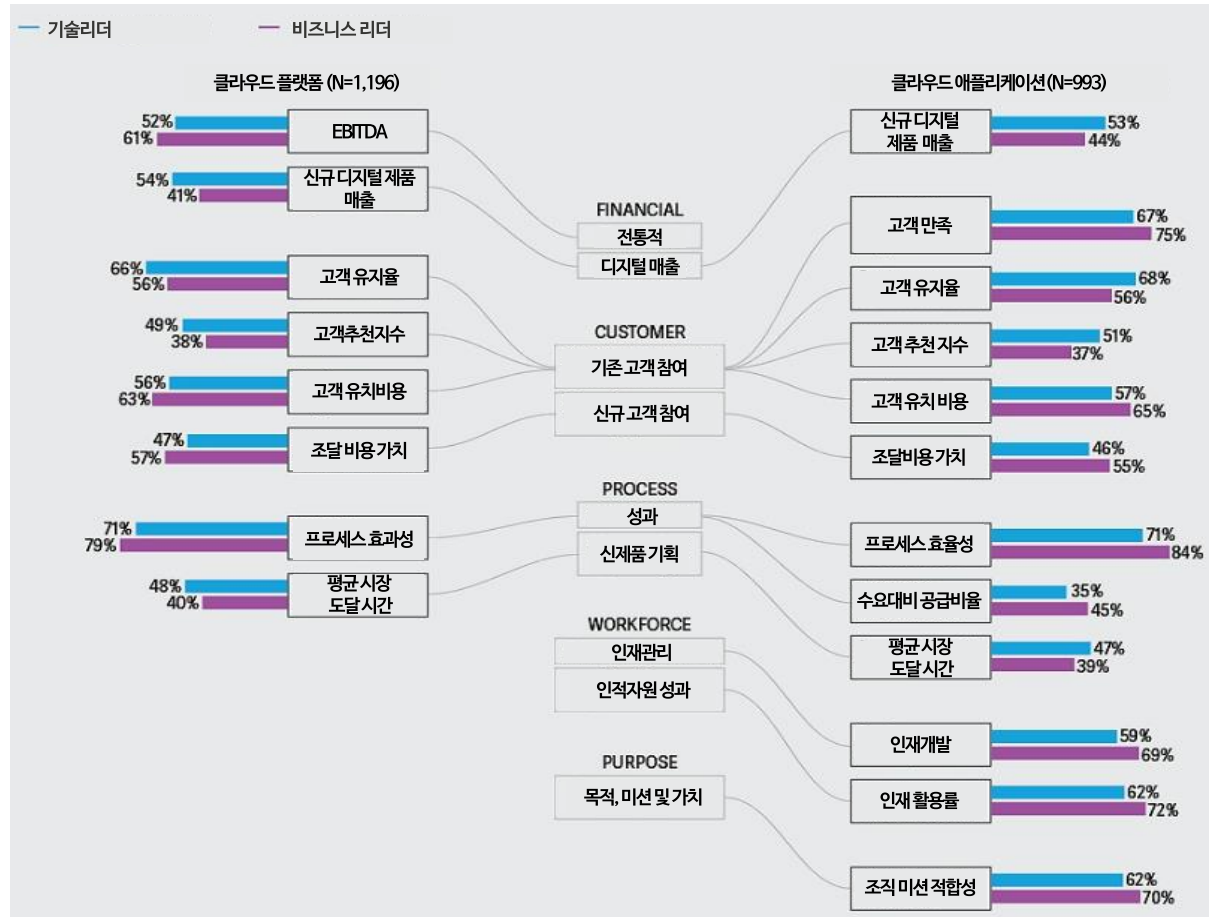 기술리더
비즈니스 리더
클라우드 플랫폼 (N=1,196)
52%
61%
EBITDA
54%
41%
신규 디지털 제품
매출
66%
56%
고객 유지율
49%
38%
고객추천지수
56%
63%
고객 유치비용
47%
57%
조달 비용 가치
71%
79%
프로세스 효과성
48%
40%
평균 시장
도달 시간
FINANCIAL
전통적
디지털 매출
CUSTOMER
기존 고객 참여
신규 고객 참여
PROCESS
성과
신제품 기획
WORKFORCE
인재관리
인적자원 성과
PURPOSE
목적, 미션 및 가치
클라우드 애플리케이션(N=993)
신규 디지털
제품 매출
53%
44%
고객 만족
67%
75%
고객 유지율
68%
56%
고객 추천 지수
51%
37%
고객 유치 비용
57%
65%
조달비용 가치
46%
55%
프로세스 효율성
71%
84%
수요대비 공급비율
35%
45%
평균 시장
도달 시간
47%
39%
인재개발
59%
69%
인재 활용률
62%
72%
조직 미션 적합성
62%
70%